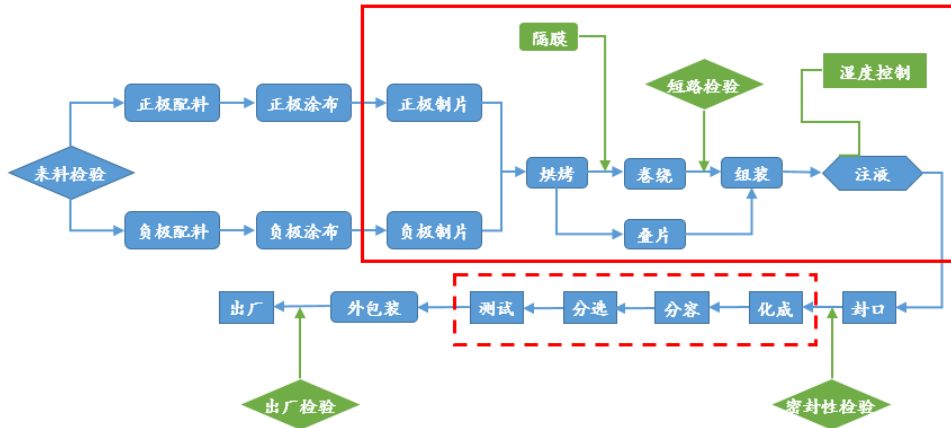 隔膜
湿度控制
短路检验
正极配料
正极涂布
正极制片
来料检验
烘烤
卷绕
组装
注液
负极配料
负极涂布
负极制片
叠片
出厂
外包装
测试
分选
分容
化成
封口
出厂检验
密封性检验